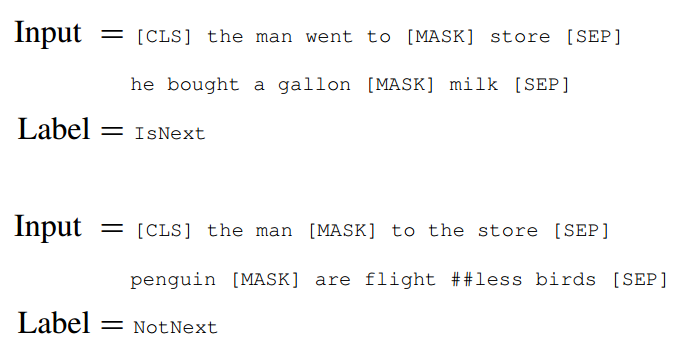 Input = [CLS] the man went to [MASK] store [SEP]
he bought a gallon [MASK] milk [SEP]
Label = IsNext
Input = [CLS] the man [MASK] to the store [SEP]
penguin [MASK] are flight ##less birds [SEP]
Label = NotNext